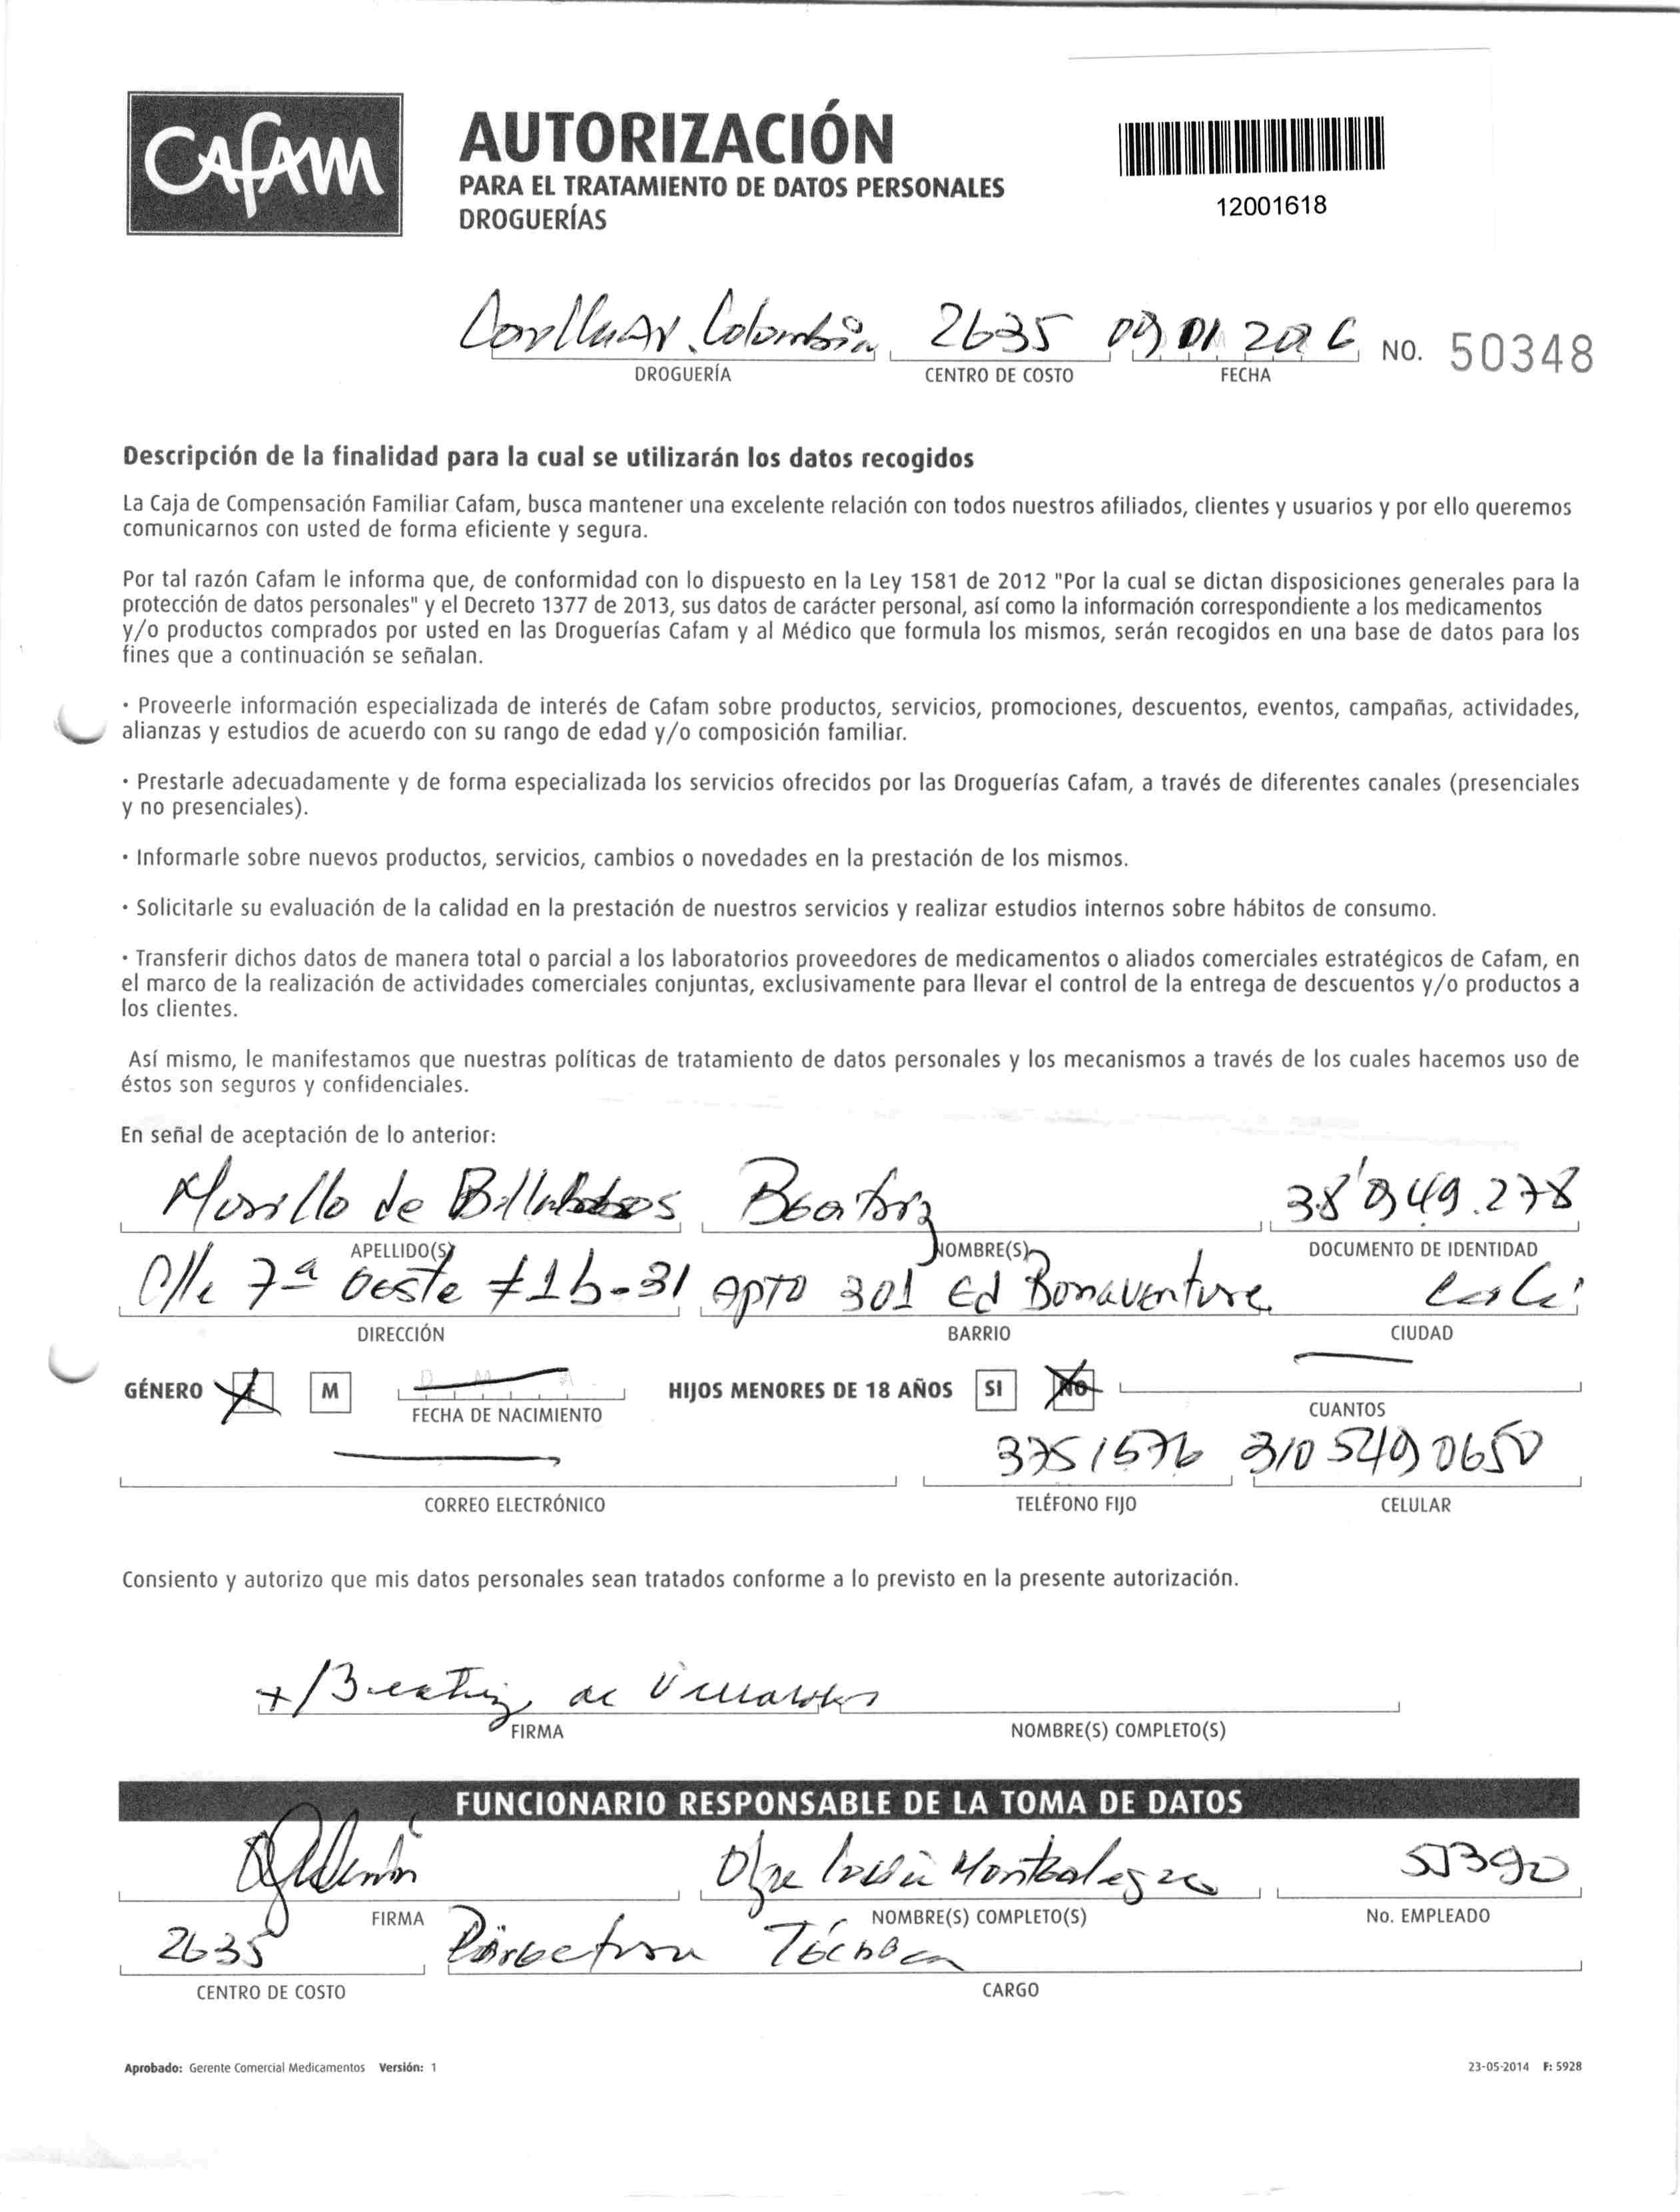 CAFAM
AUTORIZACIÓN
PARA EL TRATAMIENTO DE DATOS PERSONALES
DROGUERÍAS
12001618
Colombia 2635 09 01 NO. 50348
DROGUERÍA CENTRO DE COSTO FECHA
Descripción de la finalidad para la cual se utilizarán los datos recogidos
La Caja de Compensación Familiar Cafam, busca mantener una excelente relación con todos nuestros afiliados, clientes y usuarios y por ello queremos
comunicarnos con usted de forma eficiente y segura.
Por tal razón Cafam le informa que, de conformidad con lo dispuesto en la Ley 1581 de 2012 "Por la cual se dictan disposiciones generales para la
protección de datos personales" y el Decreto 1377 de 2013, sus datos de carácter personal, así como la información correspondiente a los medicamentos
y/o productos comprados por usted en las Droguerías Cafam y al Médico que formula los mismos, serán recogidos en una base de datos para los
fines que a continuación se señalan.
· Proveerle información especializada de interés de Cafam sobre productos, servicios, promociones, descuentos, eventos, campañas, actividades,
alianzas y estudios de acuerdo con su rango de edad y/o composición familiar.
· Prestarle adecuadamente y de forma especializada los servicios ofrecidos por las Droguerías Cafam, a través de diferentes canales (presenciales
y no presenciales).
· Informarle sobre nuevos productos, servicios, cambios o novedades en la prestación de los mismos.
· Solicitarle su evaluación de la calidad en la prestación de nuestros servicios y realizar estudios internos sobre hábitos de consumo.
· Transferir dichos datos de manera total o parcial a los laboratorios proveedores de medicamentos o aliados comerciales estratégicos de Cafam, en
el marco de la realización de actividades comerciales conjuntas, exclusivamente para llevar el control de la entrega de descuentos y/o productos a
los clientes.
Así mismo, le manifestamos que nuestras políticas de tratamiento de datos personales y los mecanismos a través de los cuales hacemos uso de
éstos son seguros y confidenciales.
En señal de aceptación de lo anterior:
de Beatriz 38'949.278
APELLIDO(S) NOMBRE(S) DOCUMENTO DE IDENTIDAD
Clle 7ª Oeste #1b-31 apto 301 Ed Bonaventure Cali
DIRECCIÓN BARRIO CIUDAD
GÉNERO F M D M A HIJOS MENORES DE 18 AÑOS SI NO
FECHA DE NACIMIENTO CUANTOS
3751576 310 5490650
CORREO ELECTRÓNICO TELÉFONO FIJO CELULAR
Consiento y autorizo que mis datos personales sean tratados conforme a lo previsto en la presente autorización.
Beatriz de Villalobos
FIRMA NOMBRE(S) COMPLETO(S)
FUNCIONARIO RESPONSABLE DE LA TOMA DE DATOS
Montealegre 55390
FIRMA NOMBRE(S) COMPLETO(S) No. EMPLEADO
2635 Directora Técnica
CENTRO DE COSTO CARGO
Aprobado: Gerente Comercial Medicamentos Versión: 1 23-05-2014 F: 5928